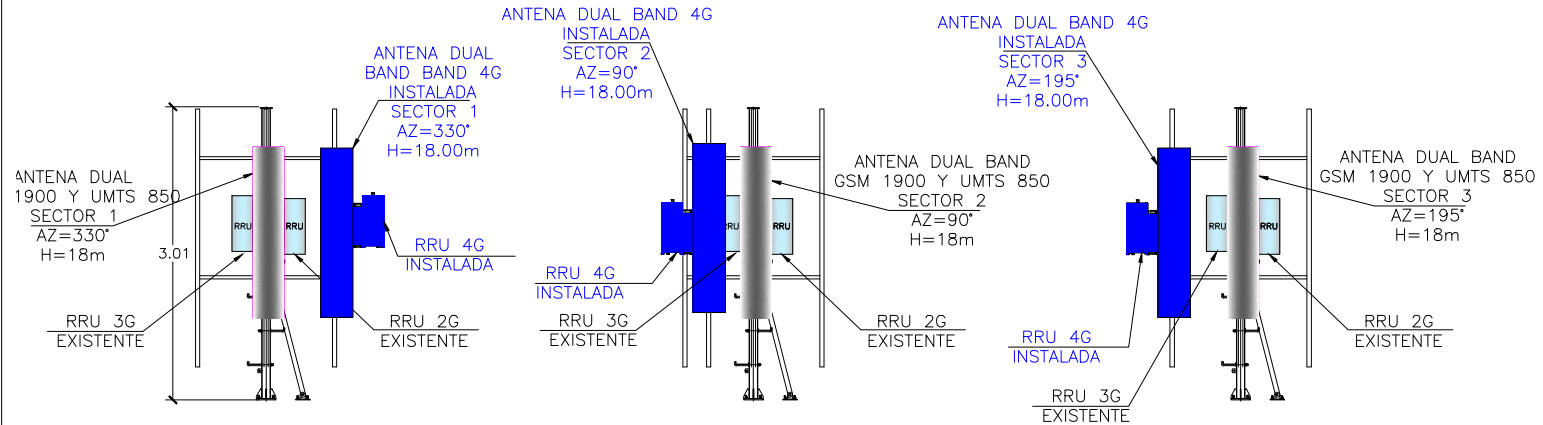 ANTENA DUAL
BAND BAND 4G
INSTALADA
SECTOR 1
AZ=330°
H=18.00m
ANTENA DUAL
1900 Y UMTS 850
SECTOR 1
AZ=330°
H=18m
3.01
RRU
RRU
RRU 4G
INSTALADA
RRU 3G
EXISTENTE
RRU 2G
EXISTENTE
ANTENA DUAL BAND 4G
INSTALADA
SECTOR 2
AZ=90°
H=18.00m
ANTENA DUAL BAND
GSM 1900 Y UMTS 850
SECTOR 2
AZ=90°
H=18m
RRU
RRU
RRU 4G
INSTALADA
RRU 3G
EXISTENTE
RRU 2G
EXISTENTE
ANTENA DUAL BAND 4G
INSTALADA
SECTOR 3
AZ=195°
H=18.00m
ANTENA DUAL BAND
GSM 1900 Y UMTS 850
SECTOR 3
AZ=195°
H=18m
RRU
RRU
RRU 4G
INSTALADA
RRU 2G
EXISTENTE
RRU 3G
EXISTENTE